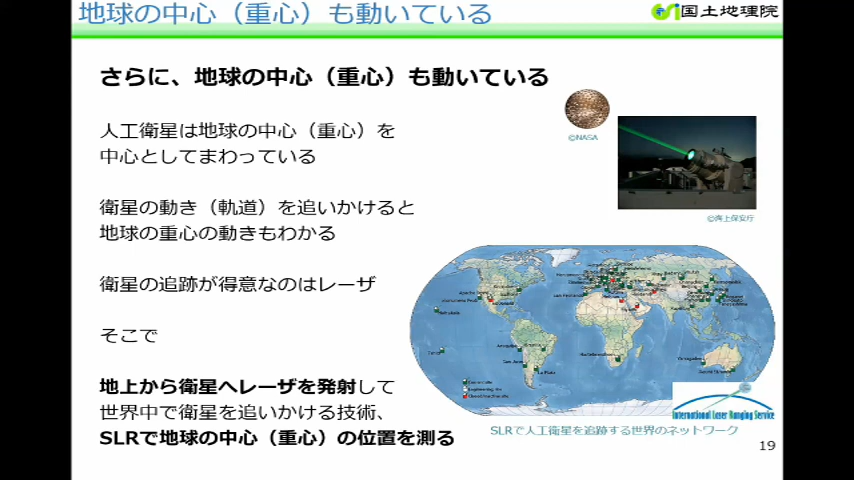 地球の中心（重心）も動いている
国土地理院
さらに、地球の中心（重心）も動いている
©NASA
人工衛星は地球の中心（重心）を
中心としてまわっている
©海上保安庁
衛星の動き（軌道）を追いかけると
地球の重心の動きもわかる
衛星の追跡が得意なのはレーザ
そこで
地上から衛星へレーザを発射して
世界中で衛星を追いかける技術、
SLRで地球の中心（重心）の位置を測る
International Laser Ranging Service
SLRで人工衛星を追跡する世界のネットワーク
19